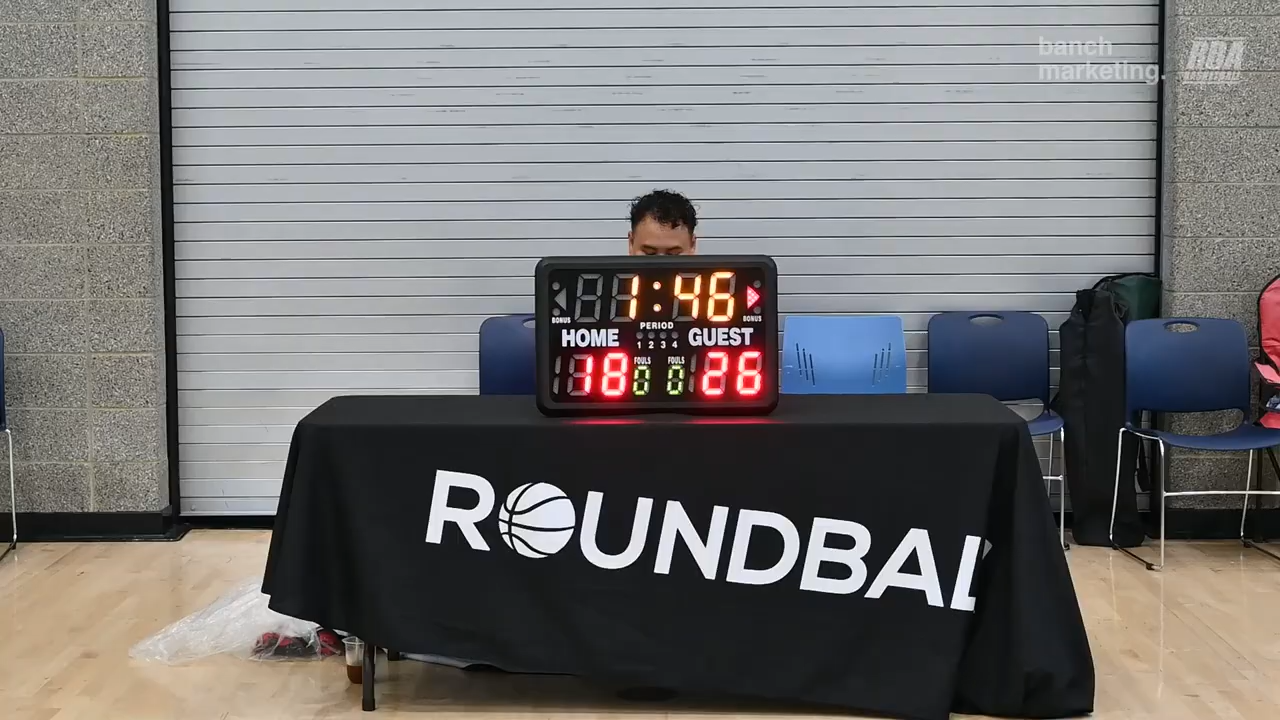 banch
marketing.
RBA
1:46
BONUS
PERIOD
BONUS
HOME
1 2 3 4
GUEST
FOULS
FOULS
18
0
0
26
ROUNDBAL